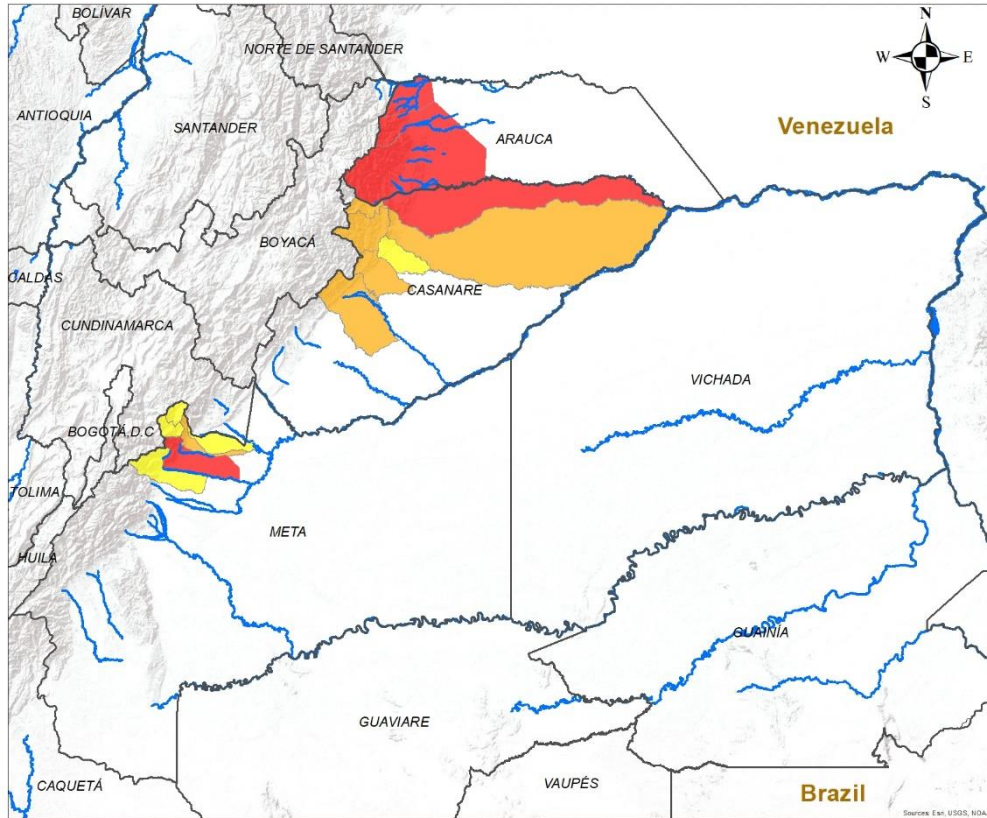 BOLÍVAR
NORTE DE SANTANDER
N
W E
S
ANTIOQUIA
SANTANDER
ARAUCA
Venezuela
BOYACÁ
CALDAS
CASANARE
CUNDINAMARCA
VICHADA
BOGOTÁ D.C
TOLIMA
META
HUILA
GUAINÍA
GUAVIARE
CAQUETÁ
VAUPÉS
Brazil
Sources: Esri, USGS, NOA